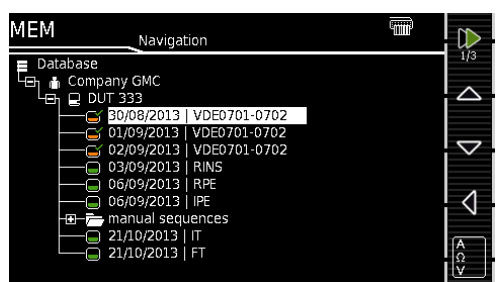 MEM
Navigation
1/3
Database
Company GMC
DUT 333
30/08/2013 | VDE0701-0702
01/09/2013 | VDE0701-0702
02/09/2013 | VDE0701-0702
03/09/2013 | RINS
06/09/2013 | RPE
06/09/2013 | IPE
manual sequences
21/10/2013 | IT
21/10/2013 | FT
A
Ω
V